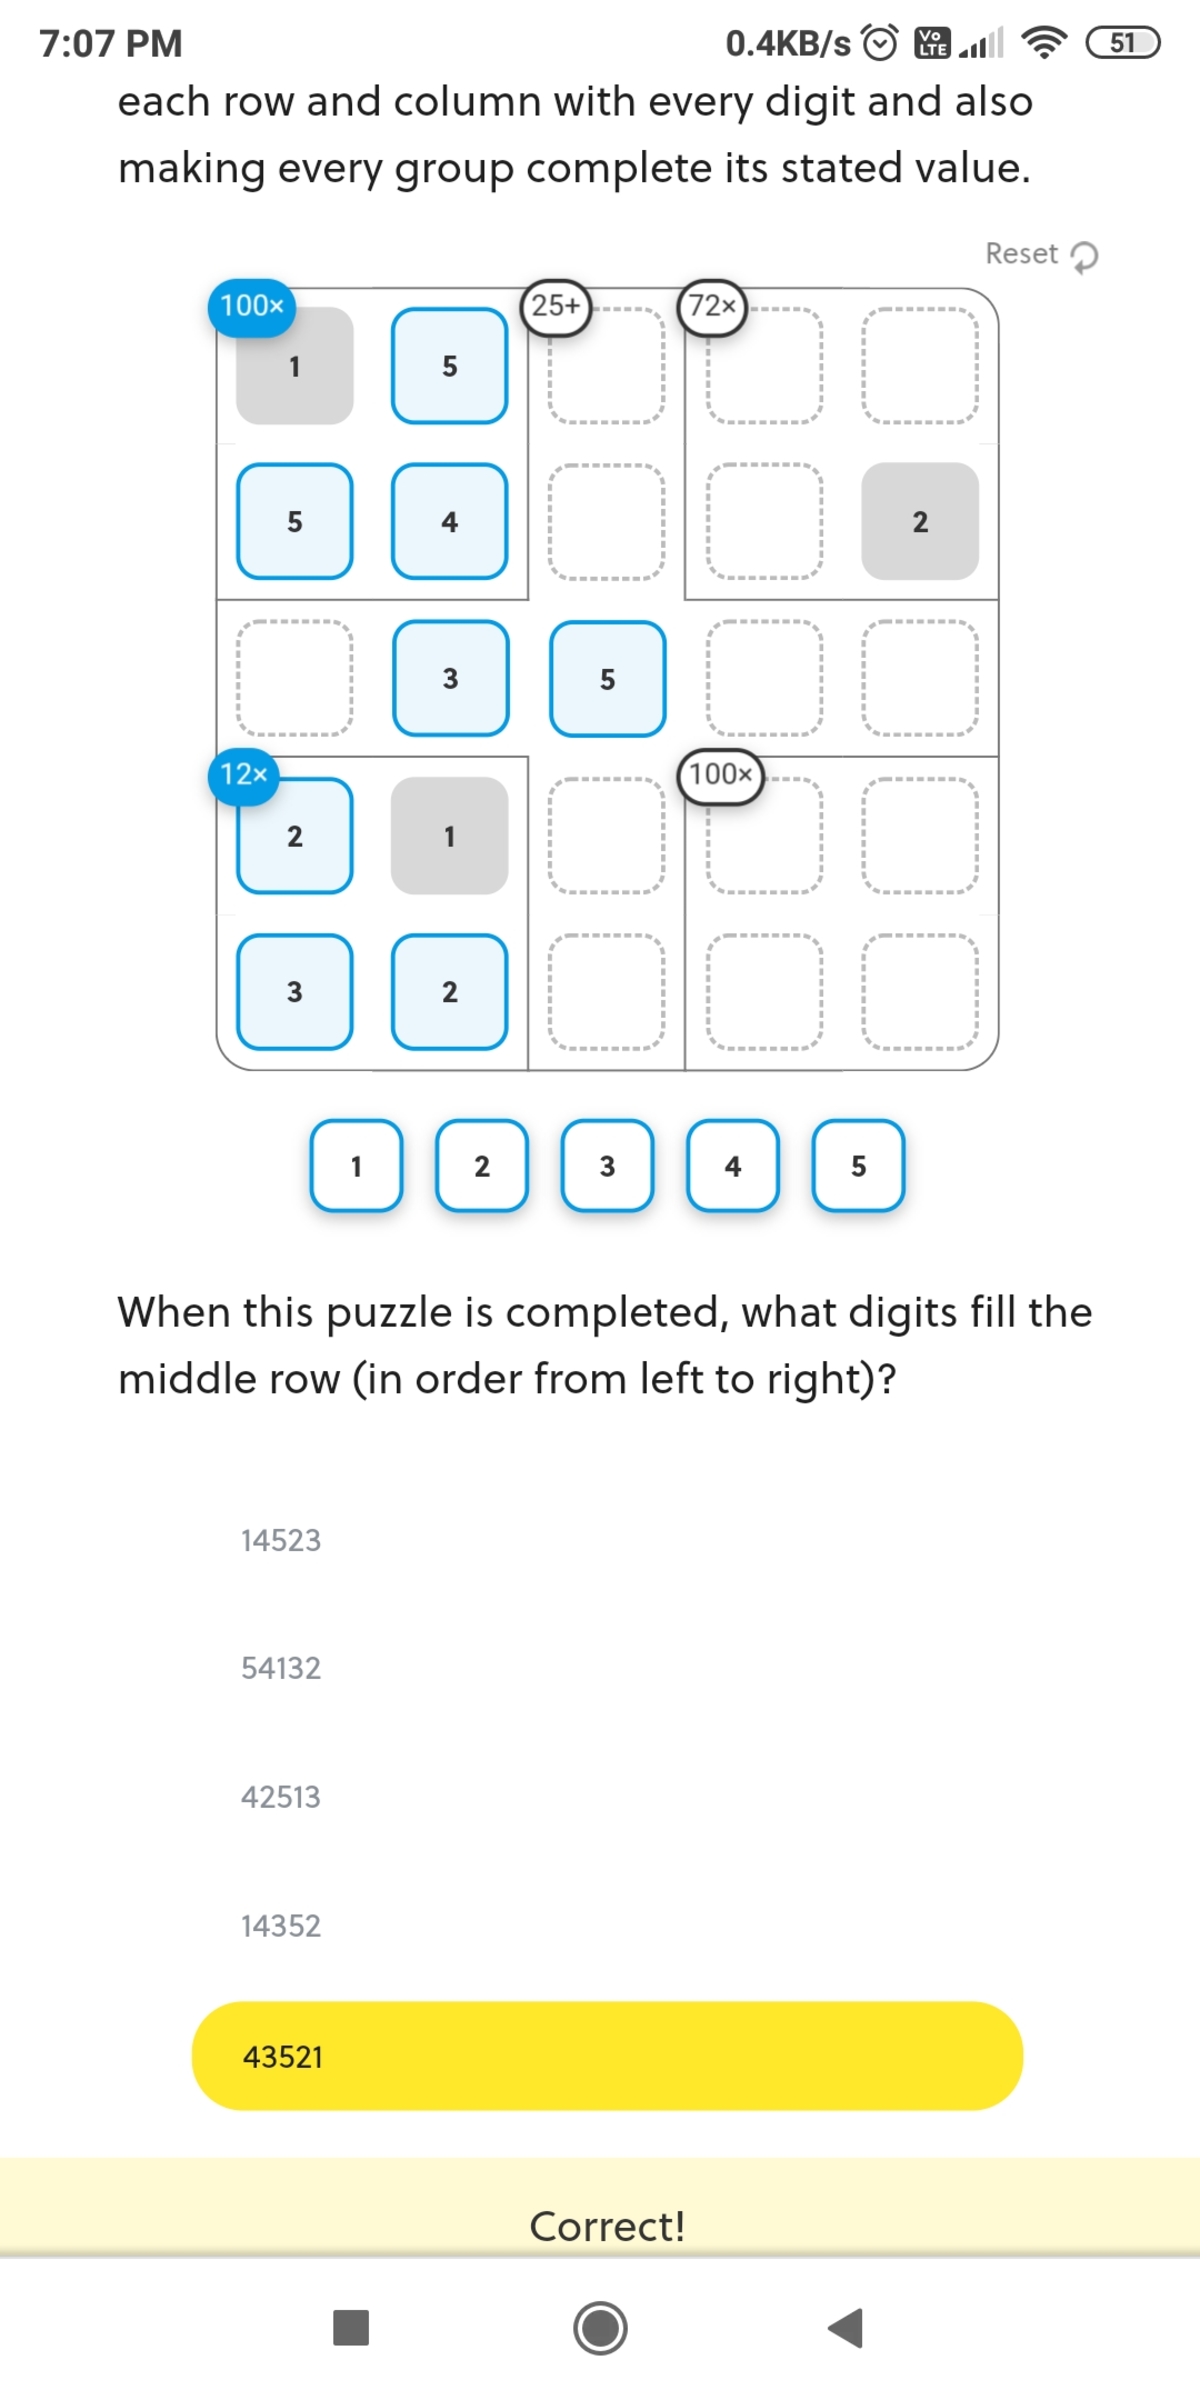 7:07 PM 0.4KB/s Vo LTE 51
each row and column with every digit and also
making every group complete its stated value.
Reset
100× 25+ 72×
1 5
5 4 2
3 5
12× 100×
2 1
3 2
1 2 3 4 5
When this puzzle is completed, what digits fill the
middle row (in order from left to right)?
14523
54132
42513
14352
43521
Correct!